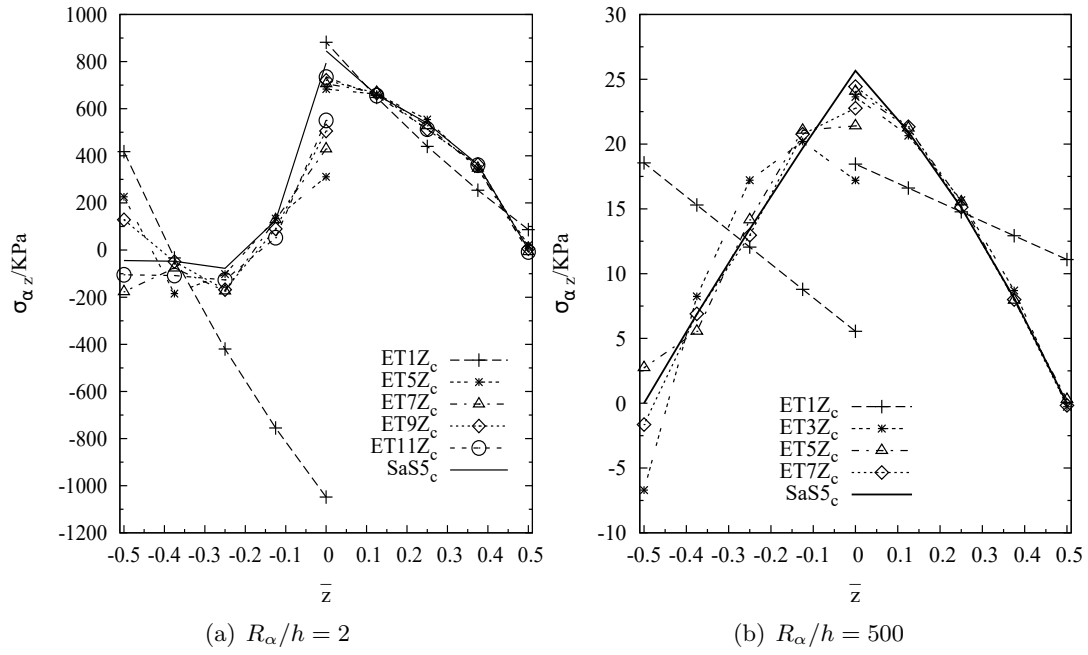 1000
800
600
400
200
0
-200
-400
-600
-800
-1000
-1200
-0.5 -0.4 -0.3 -0.2 -0.1 0 0.1 0.2 0.3 0.4 0.5
σαz/KPa
z̅
ET1Zc
ET5Zc
ET7Zc
ET9Zc
ET11Zc
SaS5c
(a) Rα/h = 2
30
25
20
15
10
5
0
-5
-10
-0.5 -0.4 -0.3 -0.2 -0.1 0 0.1 0.2 0.3 0.4 0.5
σαz/KPa
z̅
ET1Zc
ET3Zc
ET5Zc
ET7Zc
SaS5c
(b) Rα/h = 500